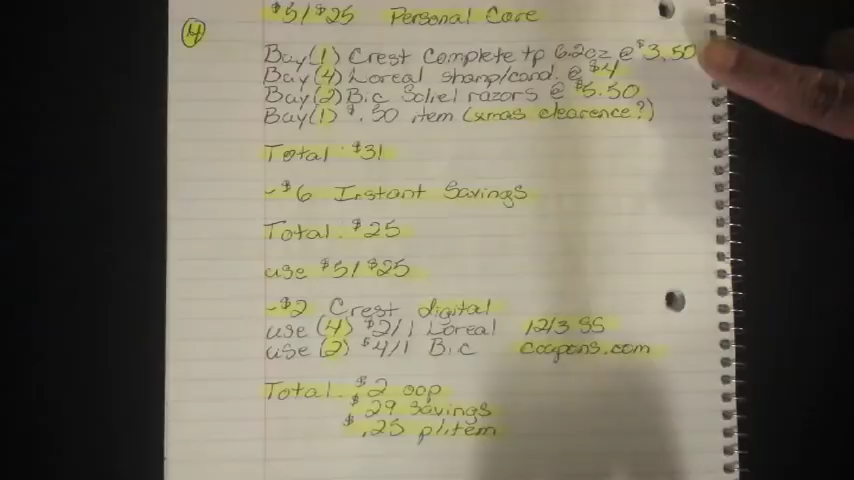 $5/$25 Personal Care
4
Buy (1) Crest Complete tp 6.2oz @ $3.50
Buy (4) Loreal shamp/cond. @ $4
Buy (2) Bic Soliel razors @ $5.50
Buy (1) $.50 item (xmas clearence?)
Total $31
-$6 Instant Savings
Total $25
use $5/$25
-$2 Crest digital
use (4) $2/1 Loreal 12/3 SS
use (2) $4/1 Bic coupons.com
Total $2 oop
$29 savings
$.25 p/item